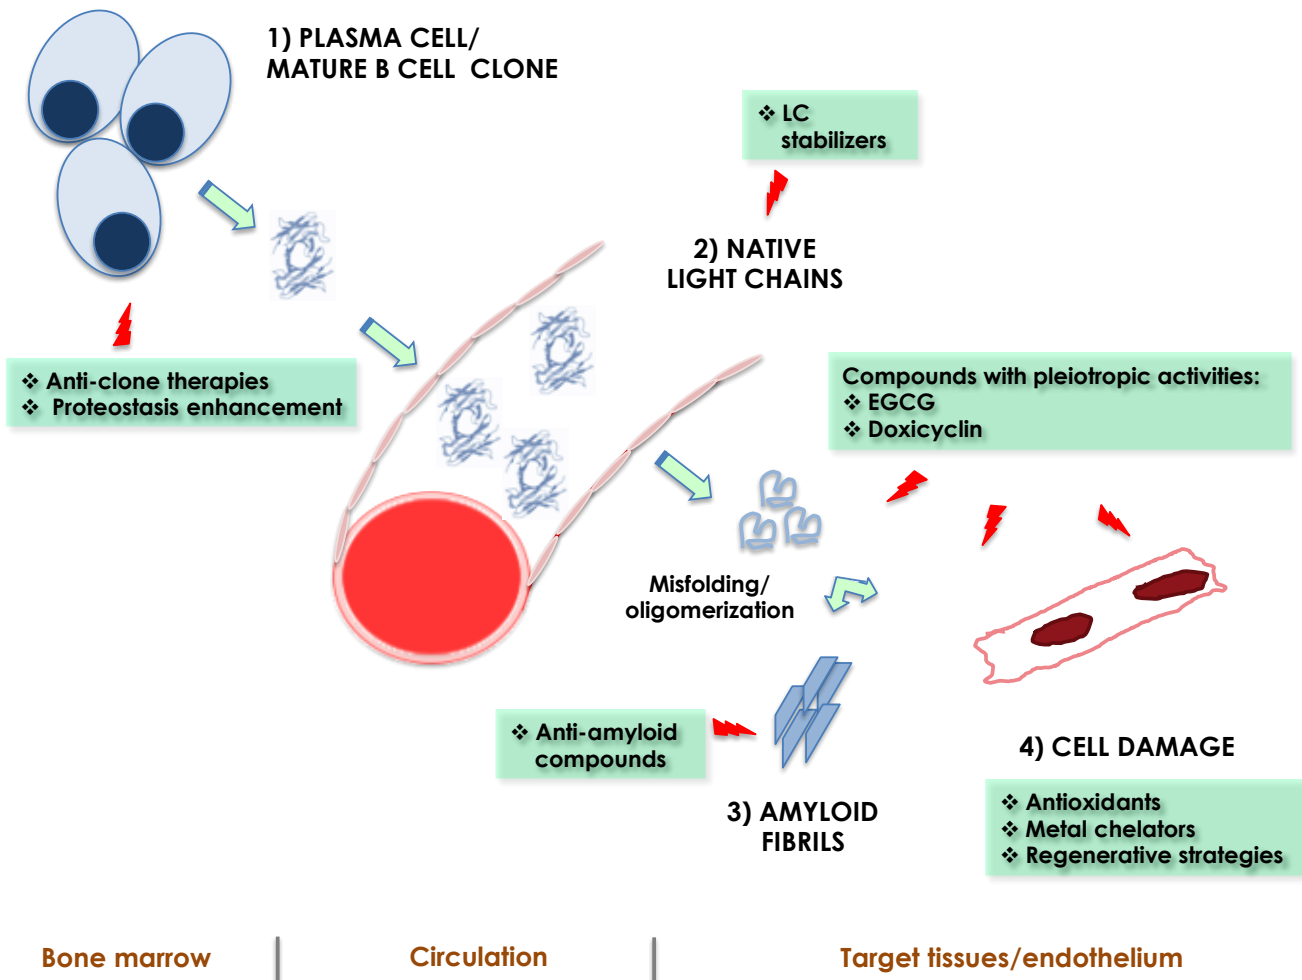 1) PLASMA CELL/
MATURE B CELL CLONE
❖ LC
stabilizers
2) NATIVE
LIGHT CHAINS
❖ Anti-clone therapies
❖ Proteostasis enhancement
Compounds with pleiotropic activities:
❖ EGCG
❖ Doxicyclin
Misfolding/
oligomerization
❖ Anti-amyloid
compounds
3) AMYLOID
FIBRILS
4) CELL DAMAGE
❖ Antioxidants
❖ Metal chelators
❖ Regenerative strategies
Bone marrow
Circulation
Target tissues/endothelium